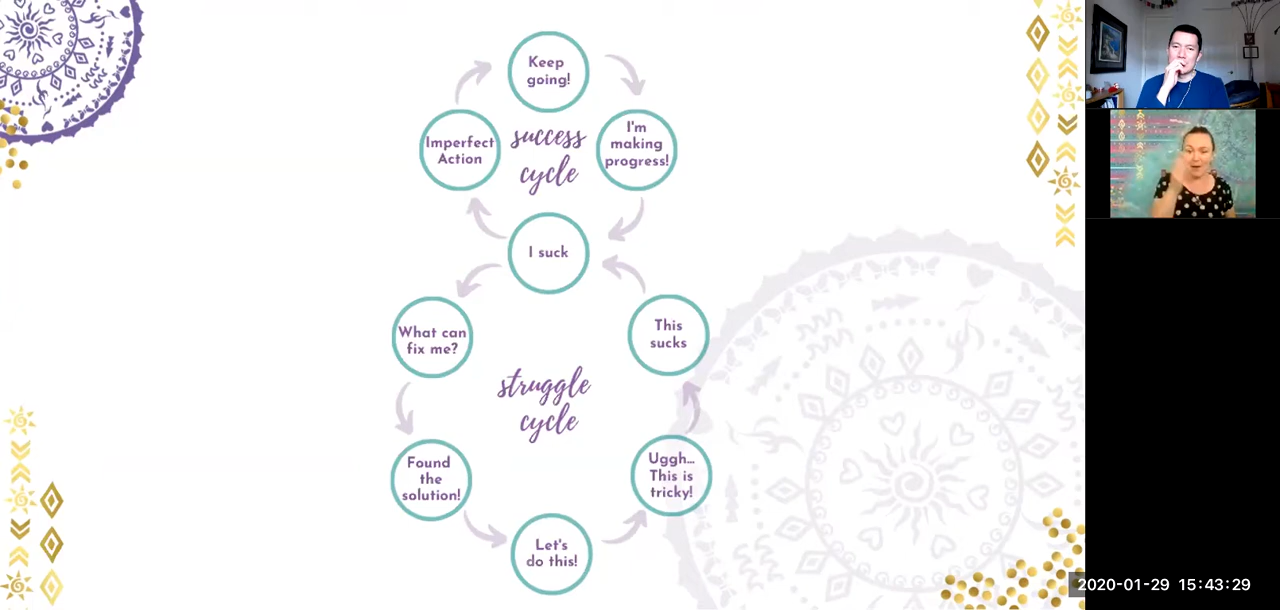 Keep
going!
Imperfect
Action
success
cycle
I'm
making
progress!
I suck
What can
fix me?
This
sucks
struggle
cycle
Found
the
solution!
Uggh...
This is
tricky!
Let's
do this!
2020-01-29 15:43:29